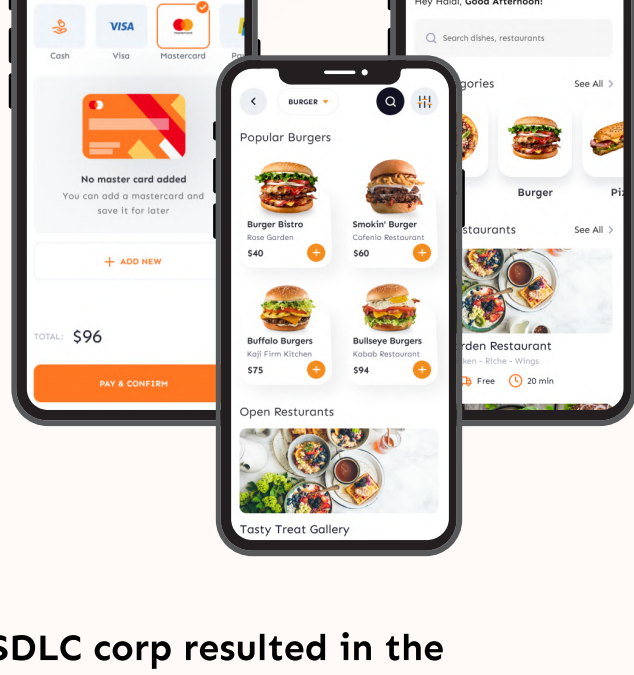 Cash
Visa
Mastercard
VISA
No master card added
You can add a mastercard and
save it for later
ADD NEW
TOTAL: $96
PAY & CONFIRM
BURGER
Popular Burgers
Burger Bistro
Rose Garden
$40
Smokin' Burger
Cafenio Restaurant
$60
Buffalo Burgers
Kaji Firm Kitchen
$75
Bullseye Burgers
Kabab Restaurant
$94
Open Resturants
Tasty Treat Gallery
Hey Halal, Good Afternoon!
Search dishes, restaurants
gories
See All
Burger
Piz
staurants
See All
rden Restaurant
ken - Riche - Wings
Free
20 min
SDLC corp resulted in the